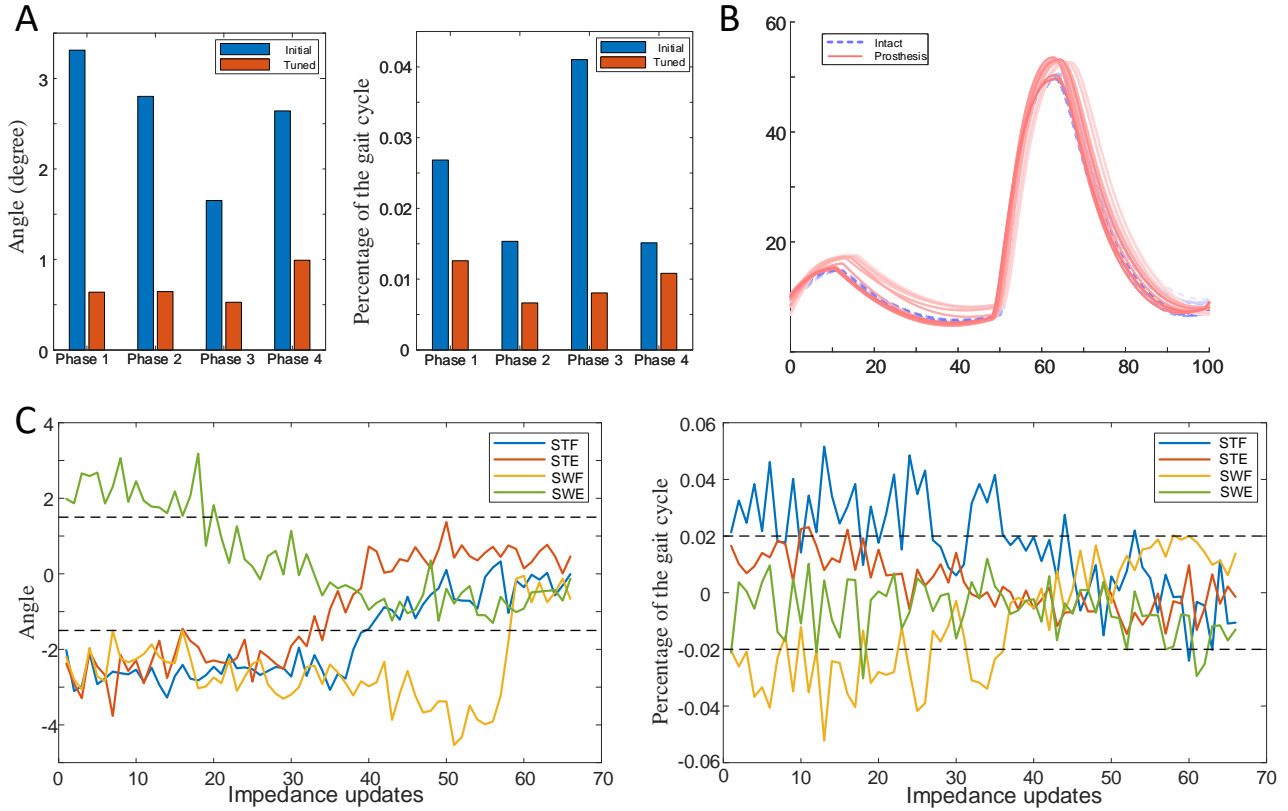 A
Angle (degree)
3
2
1
0
Initial
Tuned
Phase 1 Phase 2 Phase 3 Phase 4
Percentage of the gait cycle
0.04
0.03
0.02
0.01
0
Initial
Tuned
Phase 1 Phase 2 Phase 3 Phase 4
B
60
40
20
Intact
Prosthesis
0 20 40 60 80 100
C
Angle
4
2
0
-2
-4
STF
STE
SWF
SWE
0 10 20 30 40 50 60 70
Impedance updates
Percentage of the gait cycle
0.06
0.04
0.02
0
-0.02
-0.04
-0.06
STF
STE
SWF
SWE
0 10 20 30 40 50 60 70
Impedance updates